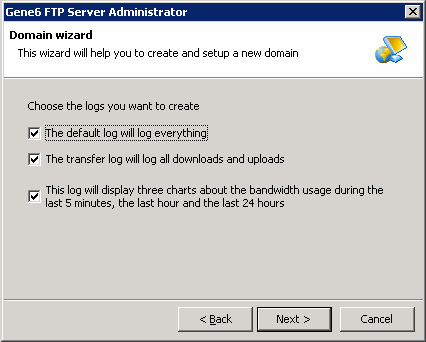 Gene6 FTP Server Administrator
Domain wizard
This wizard will help you to create and setup a new domain
Choose the logs you want to create
The default log will log everything
The transfer log will log all downloads and uploads
This log will display three charts about the bandwidth usage during the
last 5 minutes, the last hour and the last 24 hours
< Back
Next >
Cancel